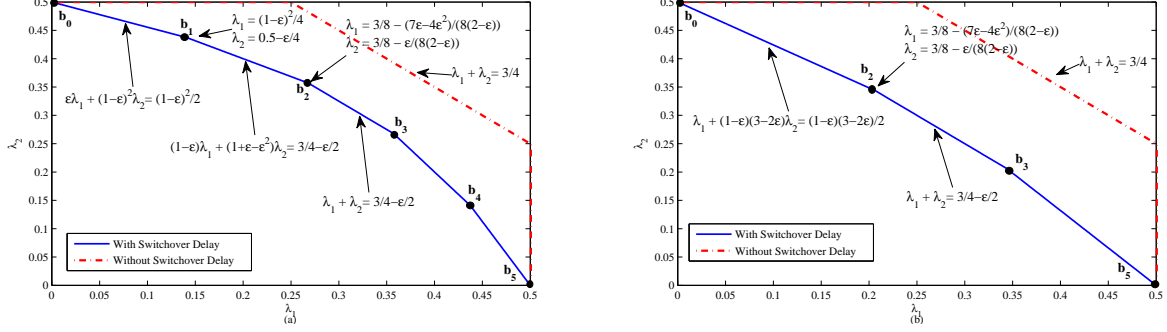 0.5
0.45
0.4
0.35
0.3
0.25
0.2
0.15
0.1
0.05
0
λ2
b0
b1
λ1 = (1−ε)²/4
λ2 = 0.5−ε/4
λ1 = 3/8 − (7ε−4ε²)/(8(2−ε))
λ2 = 3/8 − ε/8(2−ε))
λ1 + λ2 = 3/4
ελ1 + (1−ε)²λ2 = (1−ε)²/2
b2
b3
(1−ε)λ1 + (1+ε−ε²)λ2 = 3/4−ε/2
b4
λ1 + λ2 = 3/4−ε/2
With Switchover Delay
Without Switchover Delay
b5
0 0.05 0.1 0.15 0.2 0.25 0.3 0.35 0.4 0.45 0.5
λ1
(a)
0.5
0.45
0.4
0.35
0.3
0.25
0.2
0.15
0.1
0.05
0
λ2
b0
λ1 = 3/8 − (7ε−4ε²)/(8(2−ε))
λ2 = 3/8 − ε/(8(2−ε))
λ1 + λ2 = 3/4
b2
λ1 + (1−ε)(3−2ε)λ2 = (1−ε)(3−2ε)/2
b3
λ1 + λ2 = 3/4−ε/2
With Switchover Delay
Without Switchover Delay
b5
0 0.05 0.1 0.15 0.2 0.25 0.3 0.35 0.4 0.45 0.5
λ1
(b)